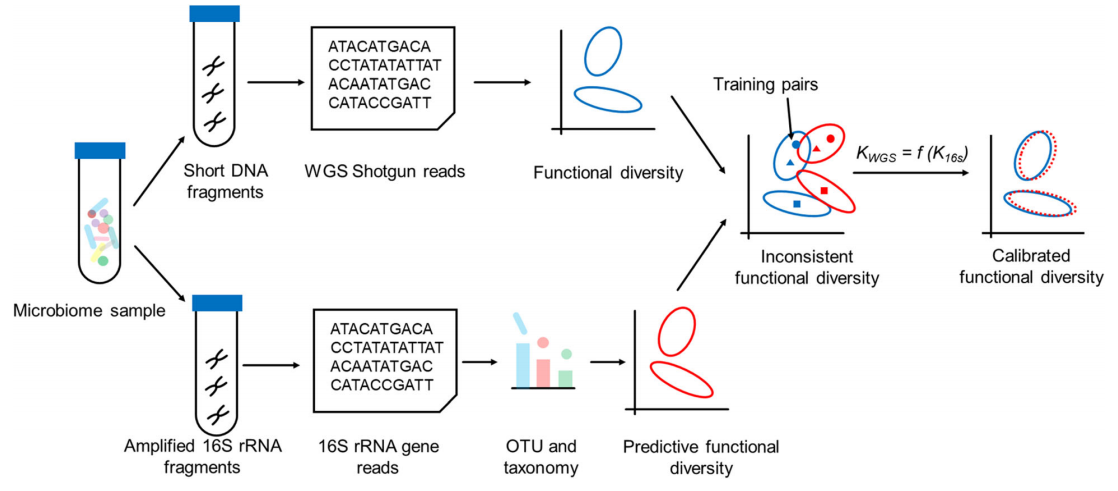 ATACATGACA
CCTATATATTAT
ACAATATGAC
CATACCGATT
Short DNA
fragments
WGS Shotgun reads
Functional diversity
Training pairs
K_WGS = f (K_16s)
Inconsistent
functional diversity
Calibrated
functional diversity
Microbiome sample
ATACATGACA
CCTATATATTAT
ACAATATGAC
CATACCGATT
Amplified 16S rRNA
fragments
16S rRNA gene
reads
OTU and
taxonomy
Predictive functional
diversity